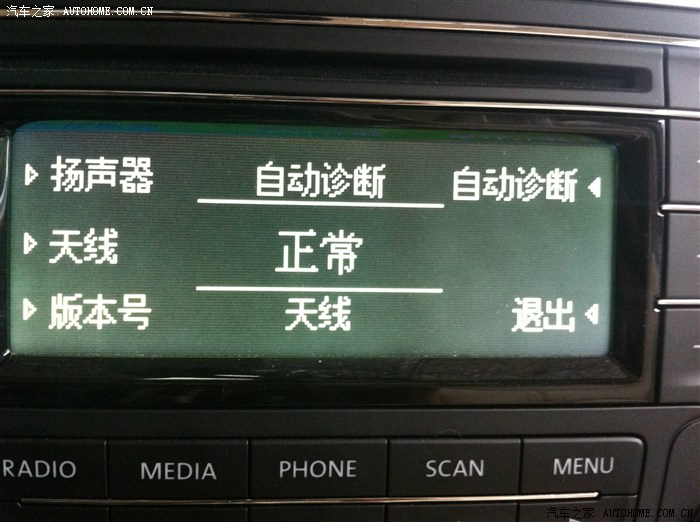 汽车之家 AUTOHOME.COM.CN
扬声器 自动诊断 自动诊断
天线 正常
版本号 天线 退出
RADIO MEDIA PHONE SCAN MENU
汽车之家 AUTOHOME.COM.CN